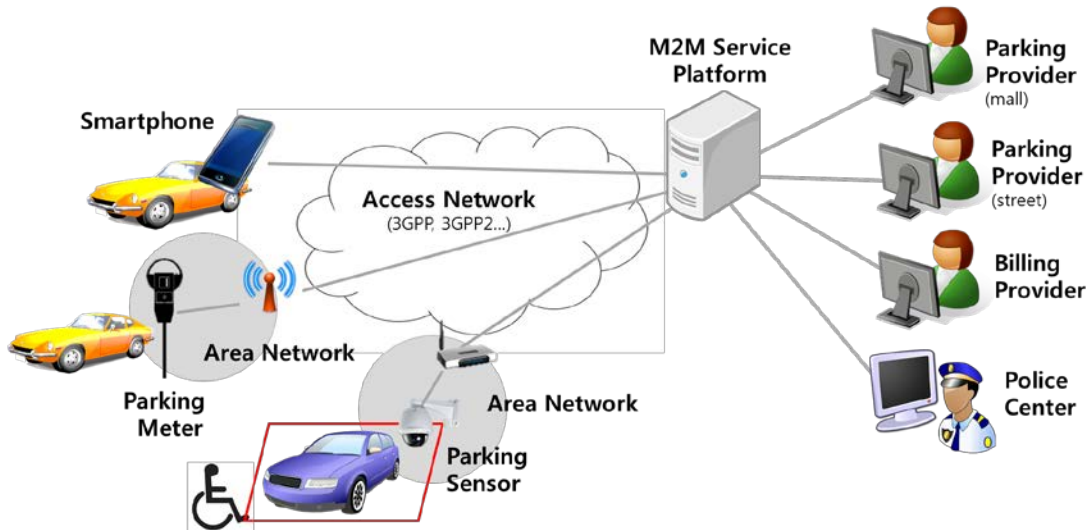 M2M Service
Platform
Parking
Provider
(mall)
Smartphone
Access Network
(3GPP, 3GPP2...)
Parking
Provider
(street)
Billing
Provider
Area Network
Parking
Meter
Area Network
Police
Center
Parking
Sensor